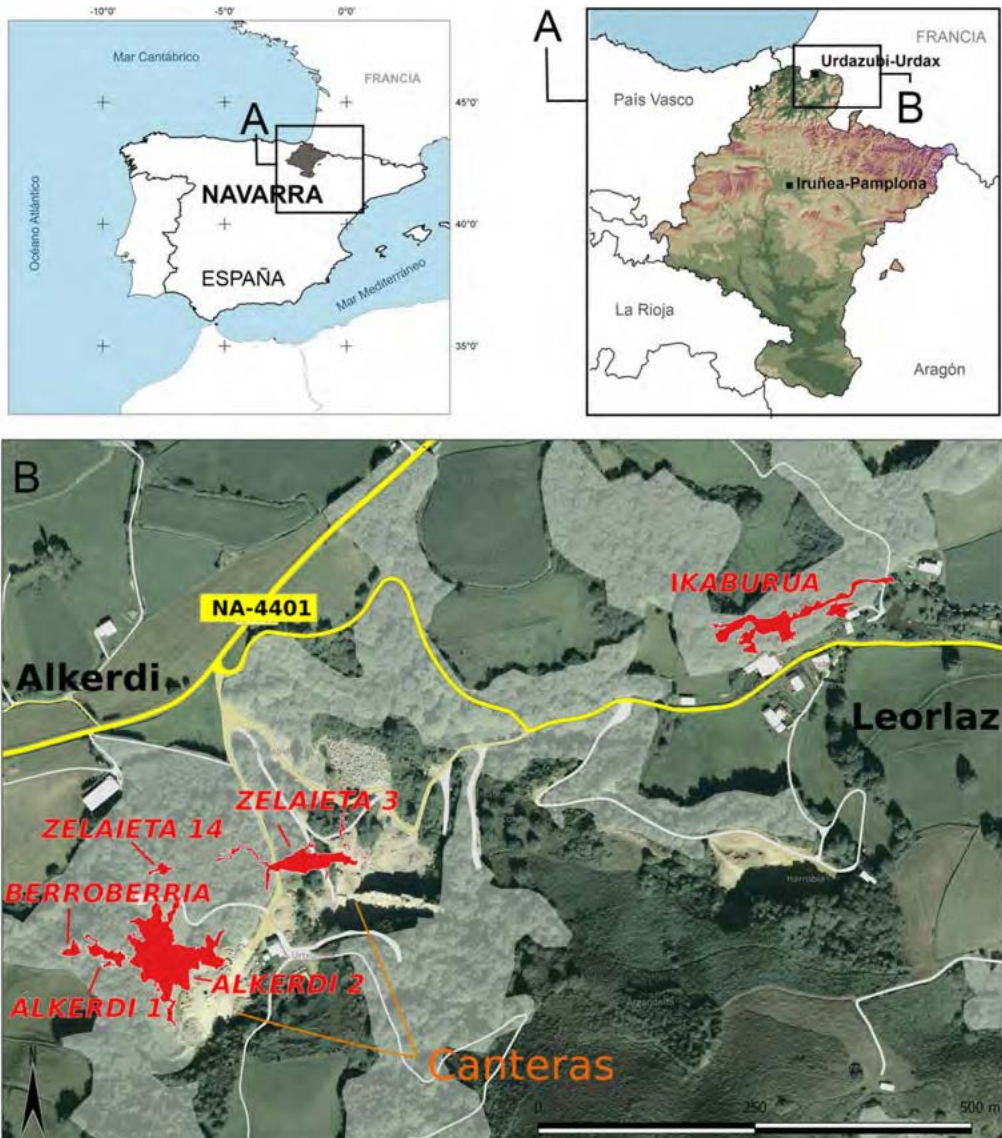 -10°0'
-5°0'
0°0'
Mar Cantábrico
FRANCIA
45°0'
A
NAVARRA
Océano Atlántico
40°0'
ESPAÑA
Mar Mediterráneo
35°0'
A
FRANCIA
Urdazubi-Urdax
País Vasco
B
Iruñea-Pamplona
La Rioja
Aragón
B
IKABURUA
NA-4401
Alkerdi
Leorlaz
ZELAIETA 3
ZELAIETA 14
BERROBERRIA
Harrobia
ALKERDI 2
ALKERDI 1
Canteras
N
0
250
500 m